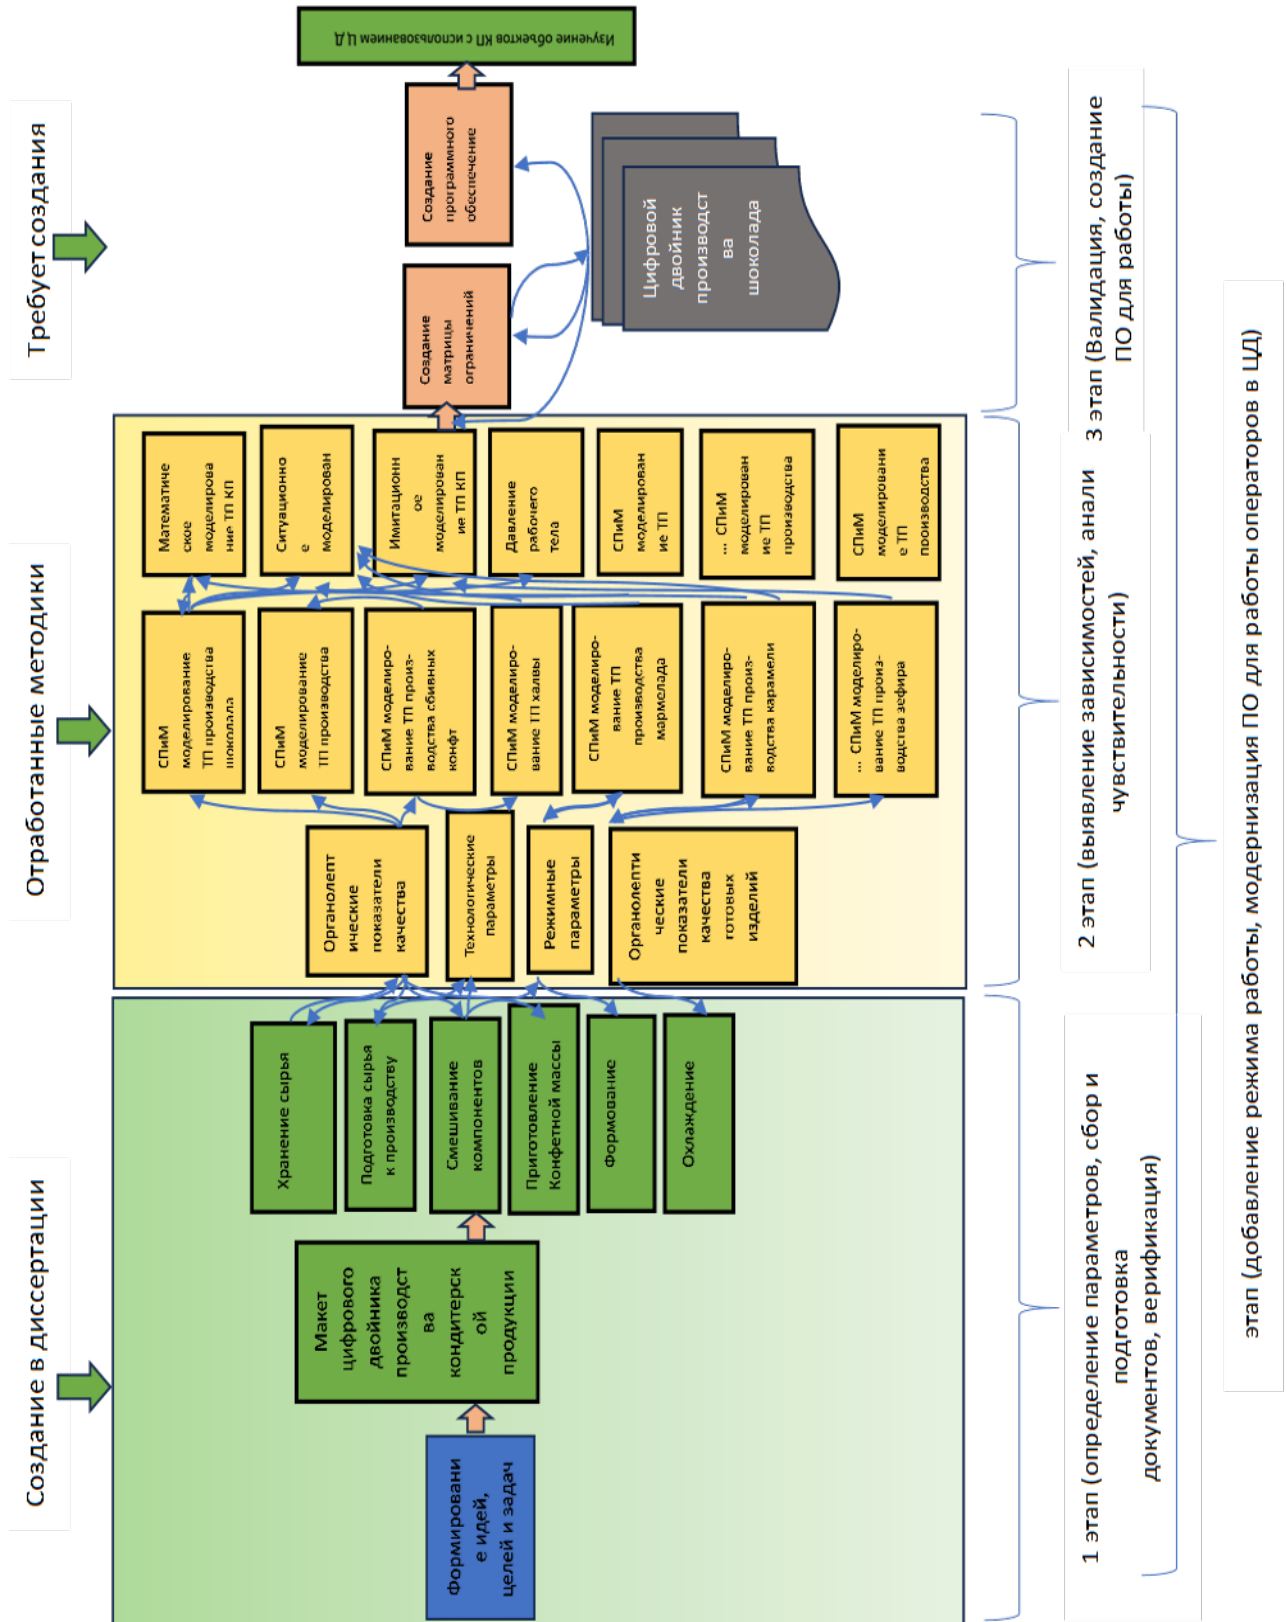 Создание в диссертации
Отработанные методики
Требует создания
Формировани
е идей,
целей и задач
Макет
цифрового
двойника
производст
ва
кондитерск
ой
продукции
Хранение сырья
Подготовка сырья
к производству
Смешивание
компонентов
Приготовление
Конфетной массы
Формование
Охлаждение
Органолепт
ические
показатели
качества
Технологические
параметры
Режимные
параметры
Органолепти
ческие
показатели
качества
готовых
изделий
СПиМ
моделирование
ТП производства
шоколада
СПиМ
моделирование
ТП производства
СПиМ моделиро-
вание ТП произ-
водства сбивных
конфт
СПиМ моделиро-
вание ТП халвы
СПиМ моделиро-
вание ТП
производства
мармелада
СПиМ моделиро-
вание ТП произ-
водства карамели
... СПиМ моделиро-
вание ТП произ-
водства зефира
Математиче
ское
моделирова
ние ТП КП
Ситуационно
е
моделирован
Имитационн
ое
моделирован
ие ТП КП
Давление
рабочего
тела
СПиМ
моделирован
ие ТП
... СПиМ
моделирован
ие ТП
производства
СПиМ
моделировани
е ТП
производства
Создание
матрицы
ограничений
Создание
программного
обеспечение
Изучение объектов КП с использованием Ц Д
Цифровой
двойник
производст
ва
шоколада
1 этап (определение параметров, сбор и
подготовка
документов, верификация)
2 этап (выявление зависимостей, анали
чувствительности)
3 этап (Валидация, создание
ПО для работы)
этап (добавление режима работы, модернизация ПО для работы операторов в ЦД)